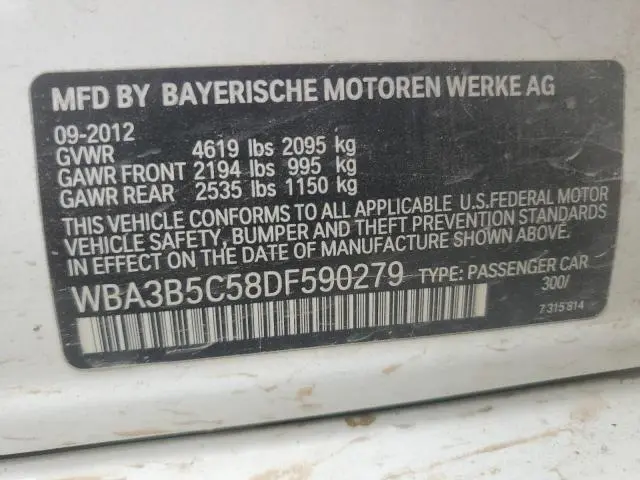 MFD BY BAYERISCHE MOTOREN WERKE AG
09-2012
GVWR 4619 lbs 2095 kg
GAWR FRONT 2194 lbs 995 kg
GAWR REAR 2535 lbs 1150 kg
THIS VEHICLE CONFORMS TO ALL APPLICABLE U.S.FEDERAL MOTOR
VEHICLE SAFETY, BUMPER AND THEFT PREVENTION STANDARDS
IN EFFECT ON THE DATE OF MANUFACTURE SHOWN ABOVE.
WBA3B5C58DF590279 TYPE: PASSENGER CAR
300/
7315814